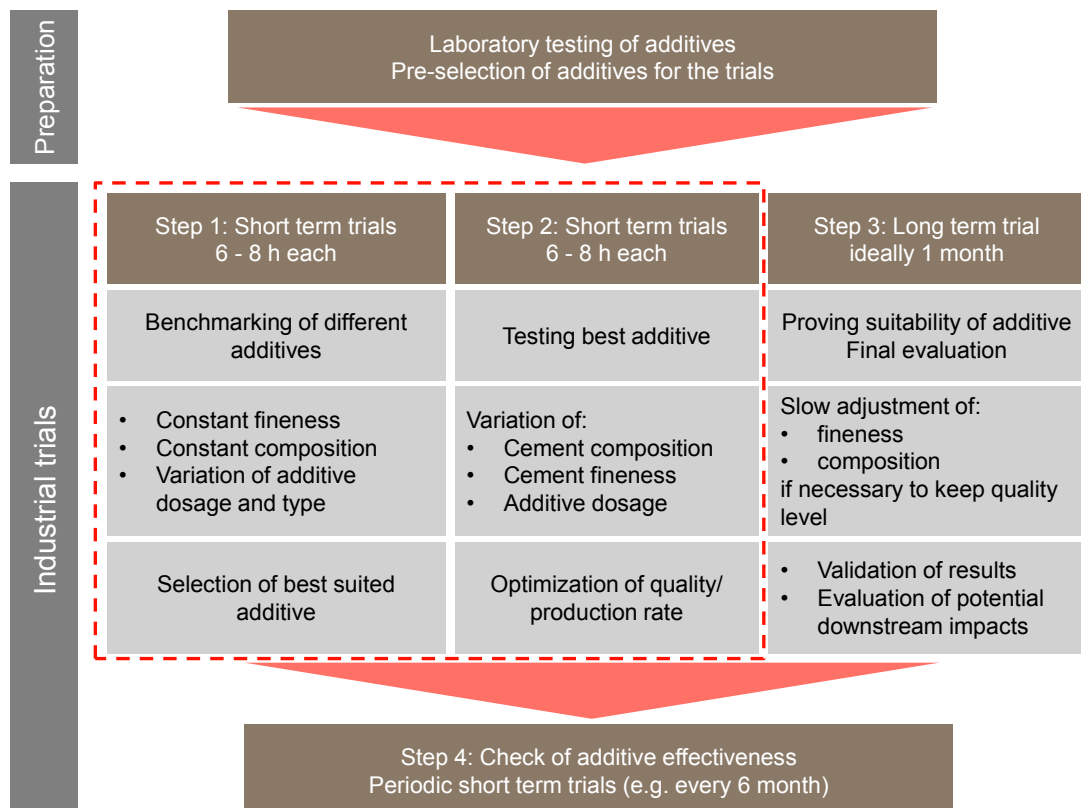 Preparation
Laboratory testing of additives
Pre-selection of additives for the trials
Industrial trials
Step 1: Short term trials
6 - 8 h each
Benchmarking of different
additives
• Constant fineness
• Constant composition
• Variation of additive
dosage and type
Selection of best suited
additive
Step 2: Short term trials
6 - 8 h each
Testing best additive
Variation of:
• Cement composition
• Cement fineness
• Additive dosage
Optimization of quality/
production rate
Step 3: Long term trial
ideally 1 month
Proving suitability of additive
Final evaluation
Slow adjustment of:
• fineness
• composition
if necessary to keep quality
level
• Validation of results
• Evaluation of potential
downstream impacts
Step 4: Check of additive effectiveness
Periodic short term trials (e.g. every 6 month)